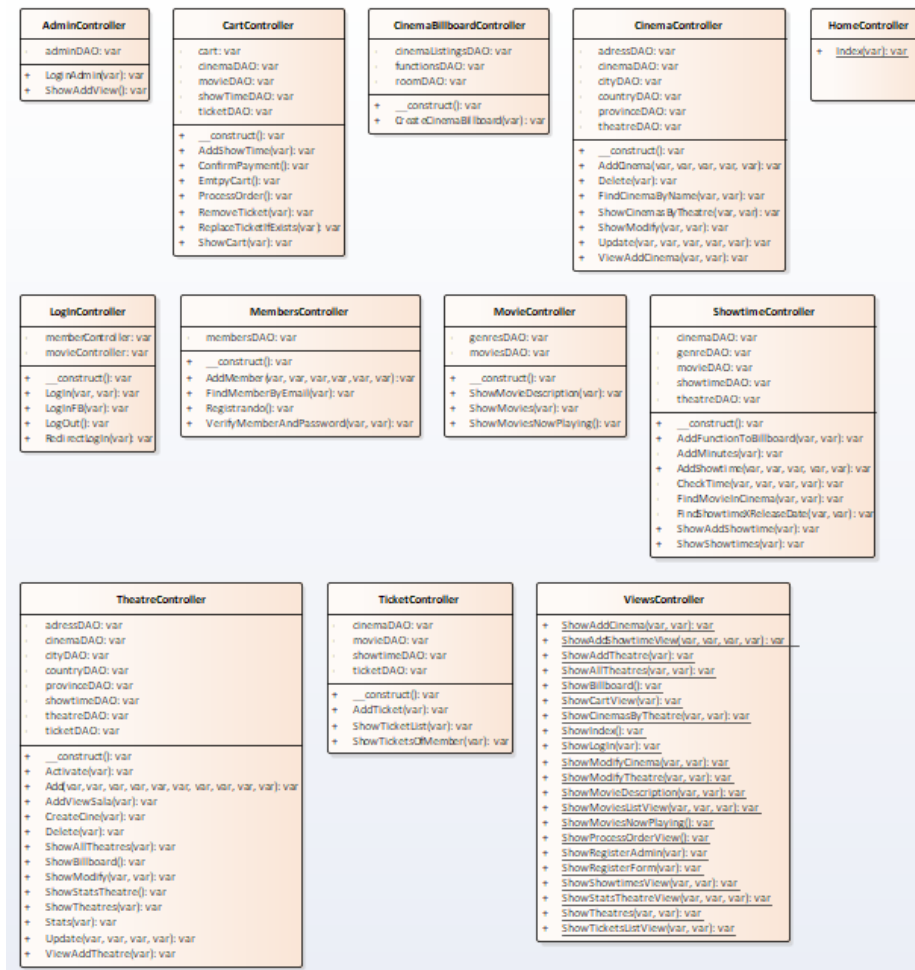 AdminController
adminDAO: var
+ LoginAdmin(var): var
+ ShowAddView(): var
CartController
cart: var
cinemaDAO: var
movieDAO: var
showTimeDAO: var
ticketDAO: var
+ __construct(): var
+ AddShowTime(var): var
+ ConfirmPayment(): var
+ EmtpyCart(): var
+ ProcessOrder(): var
+ RemoveTicket(var): var
+ ReplaceTicketIfExists(var): var
+ ShowCart(var): var
CinemaBillboardController
cinemaListingsDAO: var
functionsDAO: var
roomDAO: var
+ __construct(): var
+ CreateCinemaBillboard(var): var
CinemaController
adressDAO: var
cinemaDAO: var
cityDAO: var
countryDAO: var
provinceDAO: var
theatreDAO: var
+ __construct(): var
+ AddCinema(var, var, var, var, var): var
+ Delete(var): var
+ FindCinemaByName(var, var): var
+ ShowCinemasByTheatre(var, var): var
+ ShowModify(var, var): var
+ Update(var, var, var, var, var): var
+ ViewAddCinema(var, var): var
HomeController
+ Index(var): var
LogInController
memberController: var
movieController: var
+ __construct(): var
+ LogIn(var, var): var
+ LogInFB(var): var
+ LogOut(): var
+ RedirectLogIn(var): var
MembersController
membersDAO: var
+ __construct(): var
+ AddMember(var, var, var, var, var, var): var
+ FindMemberByEmail(var): var
+ Registrando(): var
+ VerifyMemberAndPassword(var, var): var
MovieController
genresDAO: var
moviesDAO: var
+ __construct(): var
+ ShowMovieDescription(var): var
+ ShowMovies(var): var
+ ShowMoviesNowPlaying(): var
ShowtimeController
cinemaDAO: var
genreDAO: var
movieDAO: var
showtimeDAO: var
theatreDAO: var
+ __construct(): var
+ AddFunctionToBillboard(var, var): var
AddMinutes(var): var
+ AddShowtime(var, var, var, var, var): var
CheckTime(var, var, var, var): var
FindMovieInCinema(var, var): var
FindShowtimeXReleaseDate(var, var): var
+ ShowAddShowtime(var): var
+ ShowShowtimes(var): var
TheatreController
adressDAO: var
cinemaDAO: var
cityDAO: var
countryDAO: var
provinceDAO: var
showtimeDAO: var
theatreDAO: var
ticketDAO: var
+ __construct(): var
+ Activate(var): var
+ Add(var, var, var, var, var, var, var, var, var, var): var
+ AddViewSala(var): var
+ CreateCine(var): var
+ Delete(var): var
+ ShowAllTheatres(var): var
+ ShowBillboard(): var
+ ShowModify(var, var): var
+ ShowStatsTheatre(): var
+ ShowTheatres(var): var
+ Stats(var): var
+ Update(var, var, var, var): var
+ ViewAddTheatre(var): var
TicketController
cinemaDAO: var
movieDAO: var
showtimeDAO: var
ticketDAO: var
+ __construct(): var
+ AddTicket(var): var
+ ShowTicketList(var): var
+ ShowTicketsOfMember(var): var
ViewsController
+ ShowAddCinema(var, var): var
+ ShowAddShowtimeView(var, var, var, var): var
+ ShowAddTheatre(var): var
+ ShowAllTheatres(var, var): var
+ ShowBillboard(): var
+ ShowCartView(var): var
+ ShowCinemasByTheatre(var, var): var
+ ShowIndex(): var
+ ShowLogIn(var): var
+ ShowModifyCinema(var, var): var
+ ShowModifyTheatre(var, var): var
+ ShowMovieDescription(var, var): var
+ ShowMoviesListView(var, var): var
+ ShowMoviesNowPlaying(): var
+ ShowProcessOrderView(): var
+ ShowRegisterAdmin(var): var
+ ShowRegisterForm(var): var
+ ShowShowtimesView(var, var): var
+ ShowStatsTheatreView(var, var, var): var
+ ShowTheatres(var, var): var
+ ShowTicketsListView(var, var): var